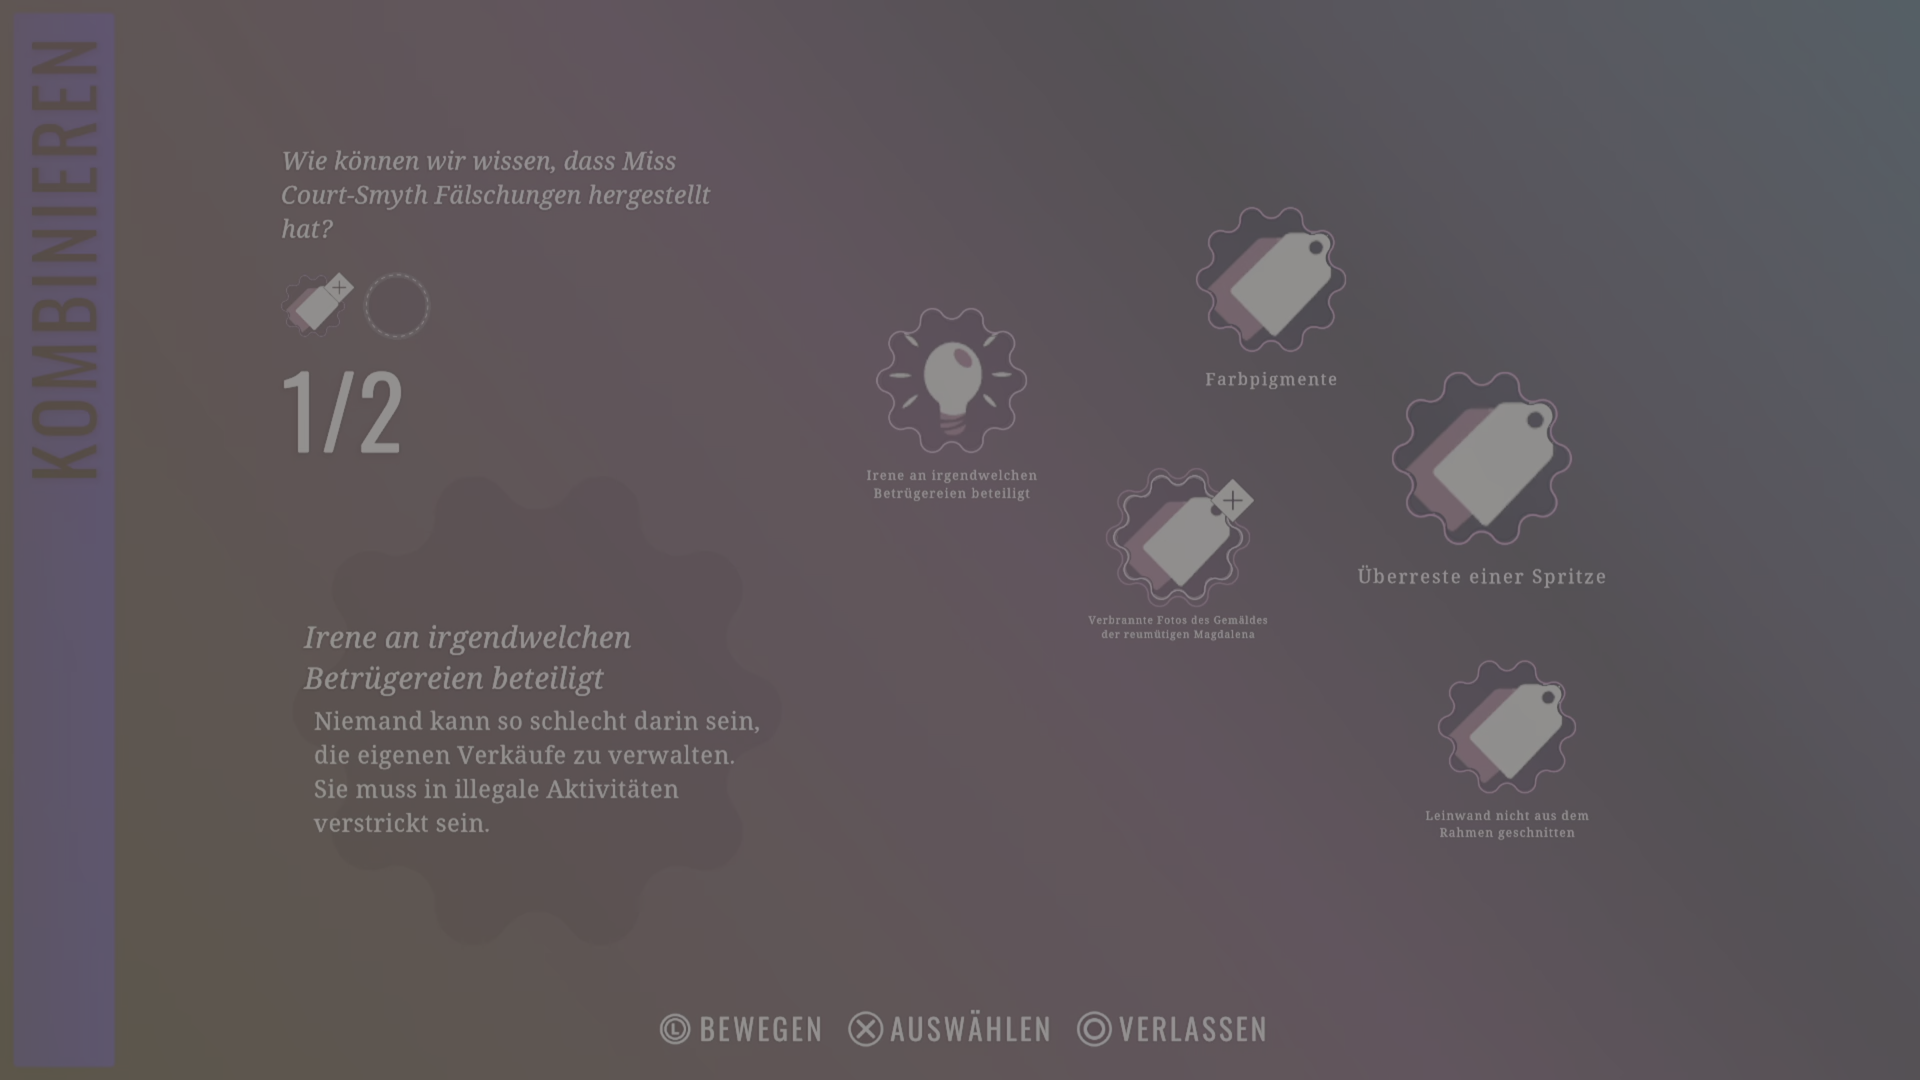 KOMBINIEREN
Wie können wir wissen, dass Miss
Court-Smyth Fälschungen hergestellt
hat?
1/2
Irene an irgendwelchen
Betrügereien beteiligt
Niemand kann so schlecht darin sein,
die eigenen Verkäufe zu verwalten.
Sie muss in illegale Aktivitäten
verstrickt sein.
Irene an irgendwelchen
Betrügereien beteiligt
Farbpigmente
Verbrannte Fotos des Gemäldes
der reumütigen Magdalena
Überreste einer Spritze
Leinwand nicht aus dem
Rahmen geschnitten
L BEWEGEN AUSWÄHLEN VERLASSEN